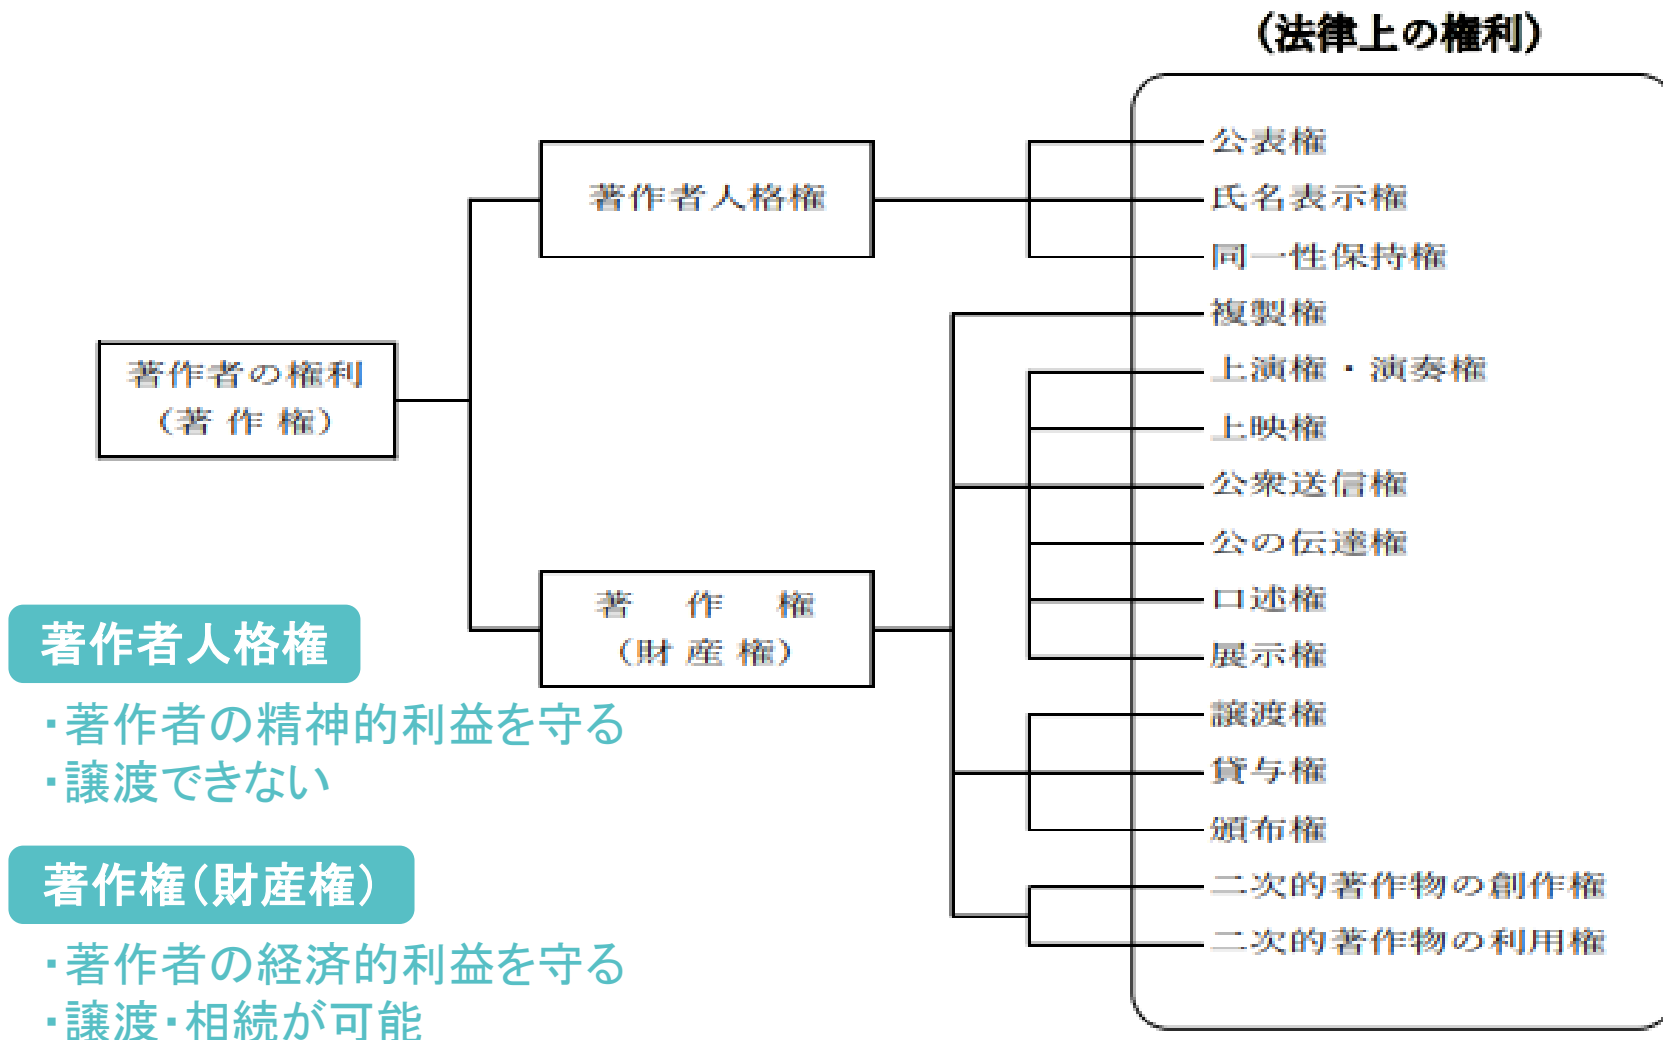 (法律上の権利)
公表権
著作者人格権
氏名表示権
同一性保持権
複製権
著作者の権利
(著作権)
上演権・演奏権
上映権
公衆送信権
公の伝達権
著作権
(財産権)
口述権
展示権
譲渡権
貸与権
頒布権
二次的著作物の創作権
二次的著作物の利用権
著作者人格権
・著作者の精神的利益を守る
・譲渡できない
著作権(財産権)
・著作者の経済的利益を守る
・譲渡・相続が可能